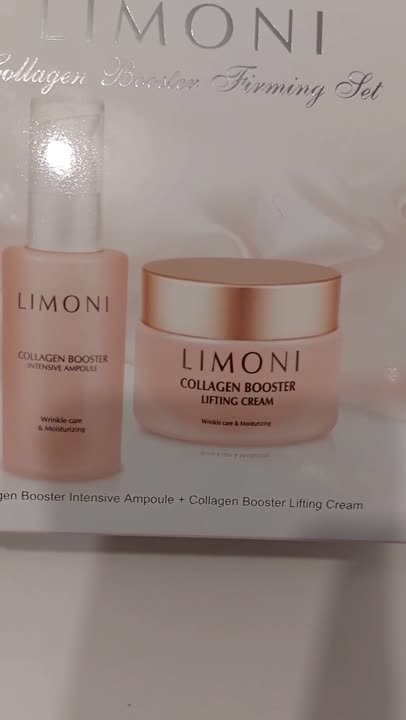 LIMONI
Collagen Booster Firming Set
LIMONI
COLLAGEN BOOSTER
INTENSIVE AMPOULE
Wrinkle care
& Moisturizing
LIMONI
COLLAGEN BOOSTER
LIFTING CREAM
Wrinkle care & Moisturizing
gen Booster Intensive Ampoule + Collagen Booster Lifting Cream